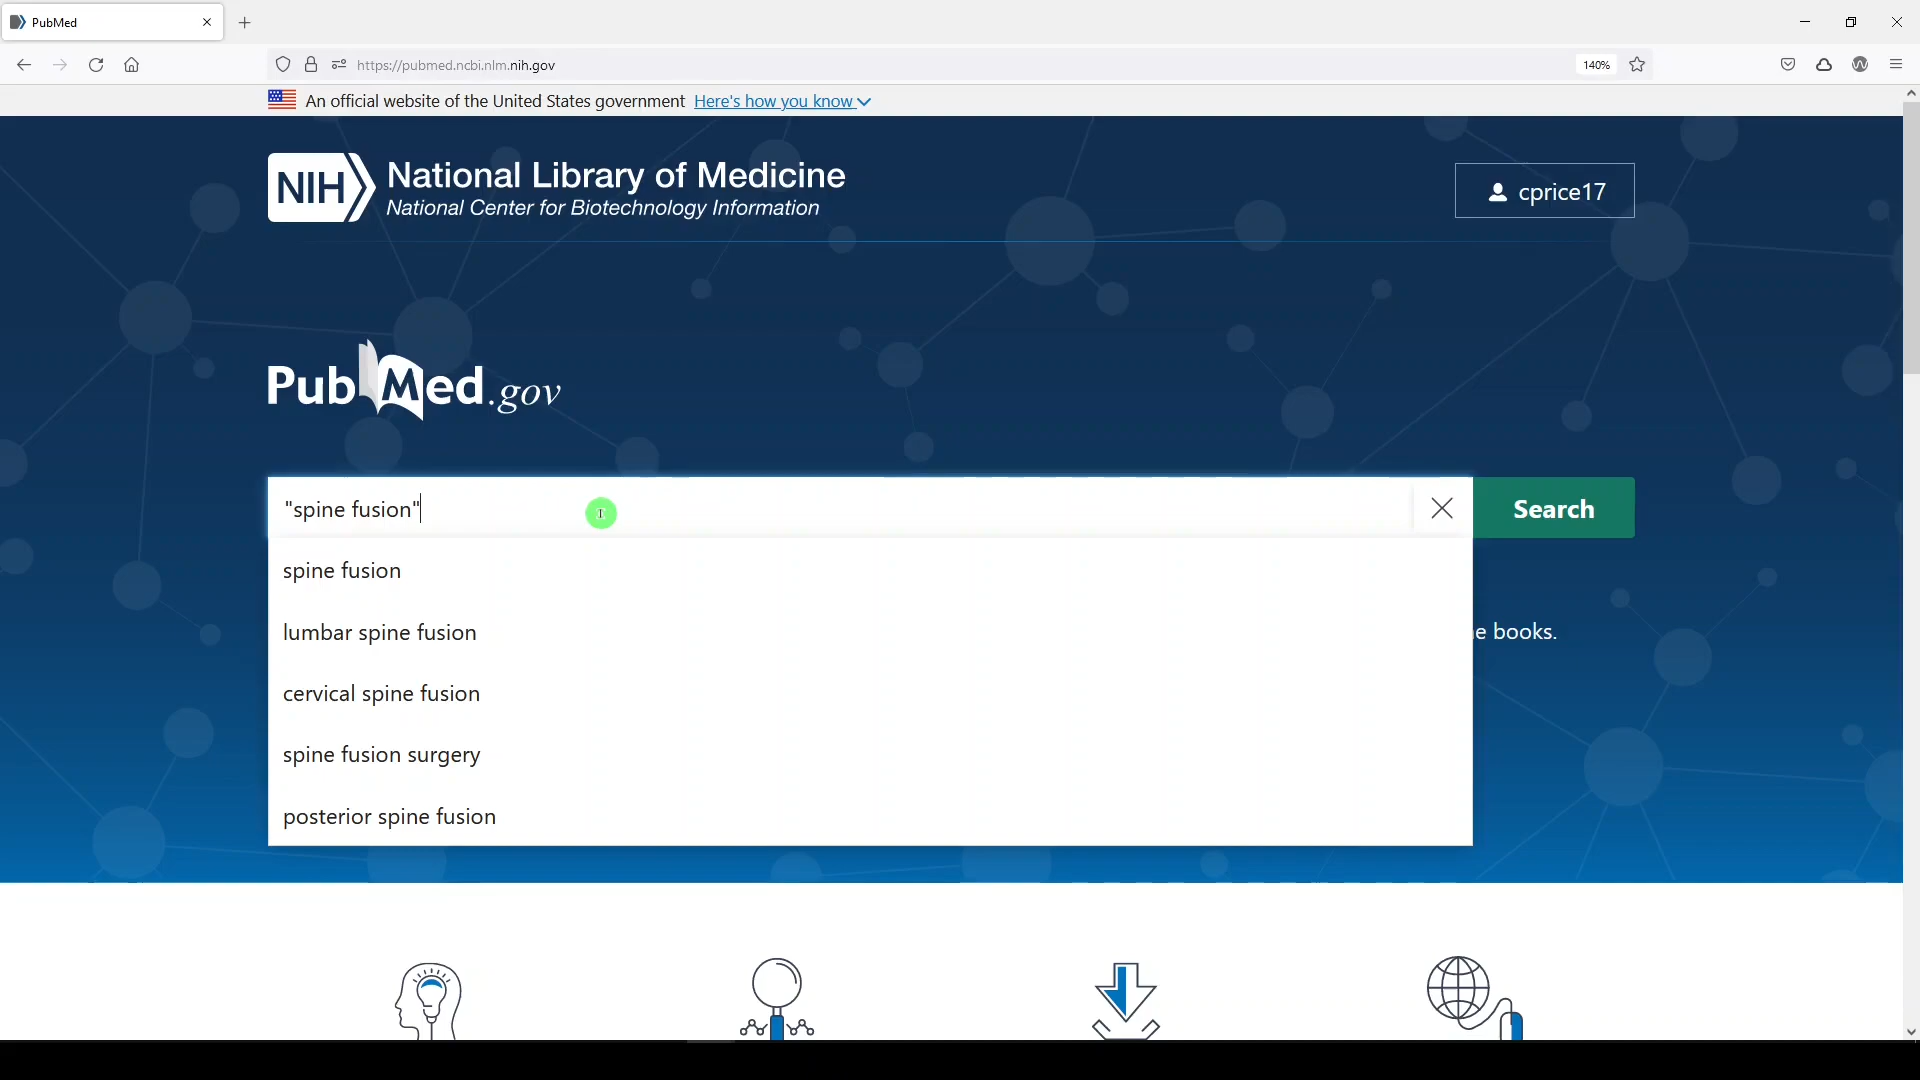 PubMed
https://pubmed.ncbi.nlm.nih.gov
140%
An official website of the United States government Here's how you know
NIH National Library of Medicine
National Center for Biotechnology Information
cprice17
PubMed.gov
"spine fusion"
Search
spine fusion
lumbar spine fusion
e books.
cervical spine fusion
spine fusion surgery
posterior spine fusion